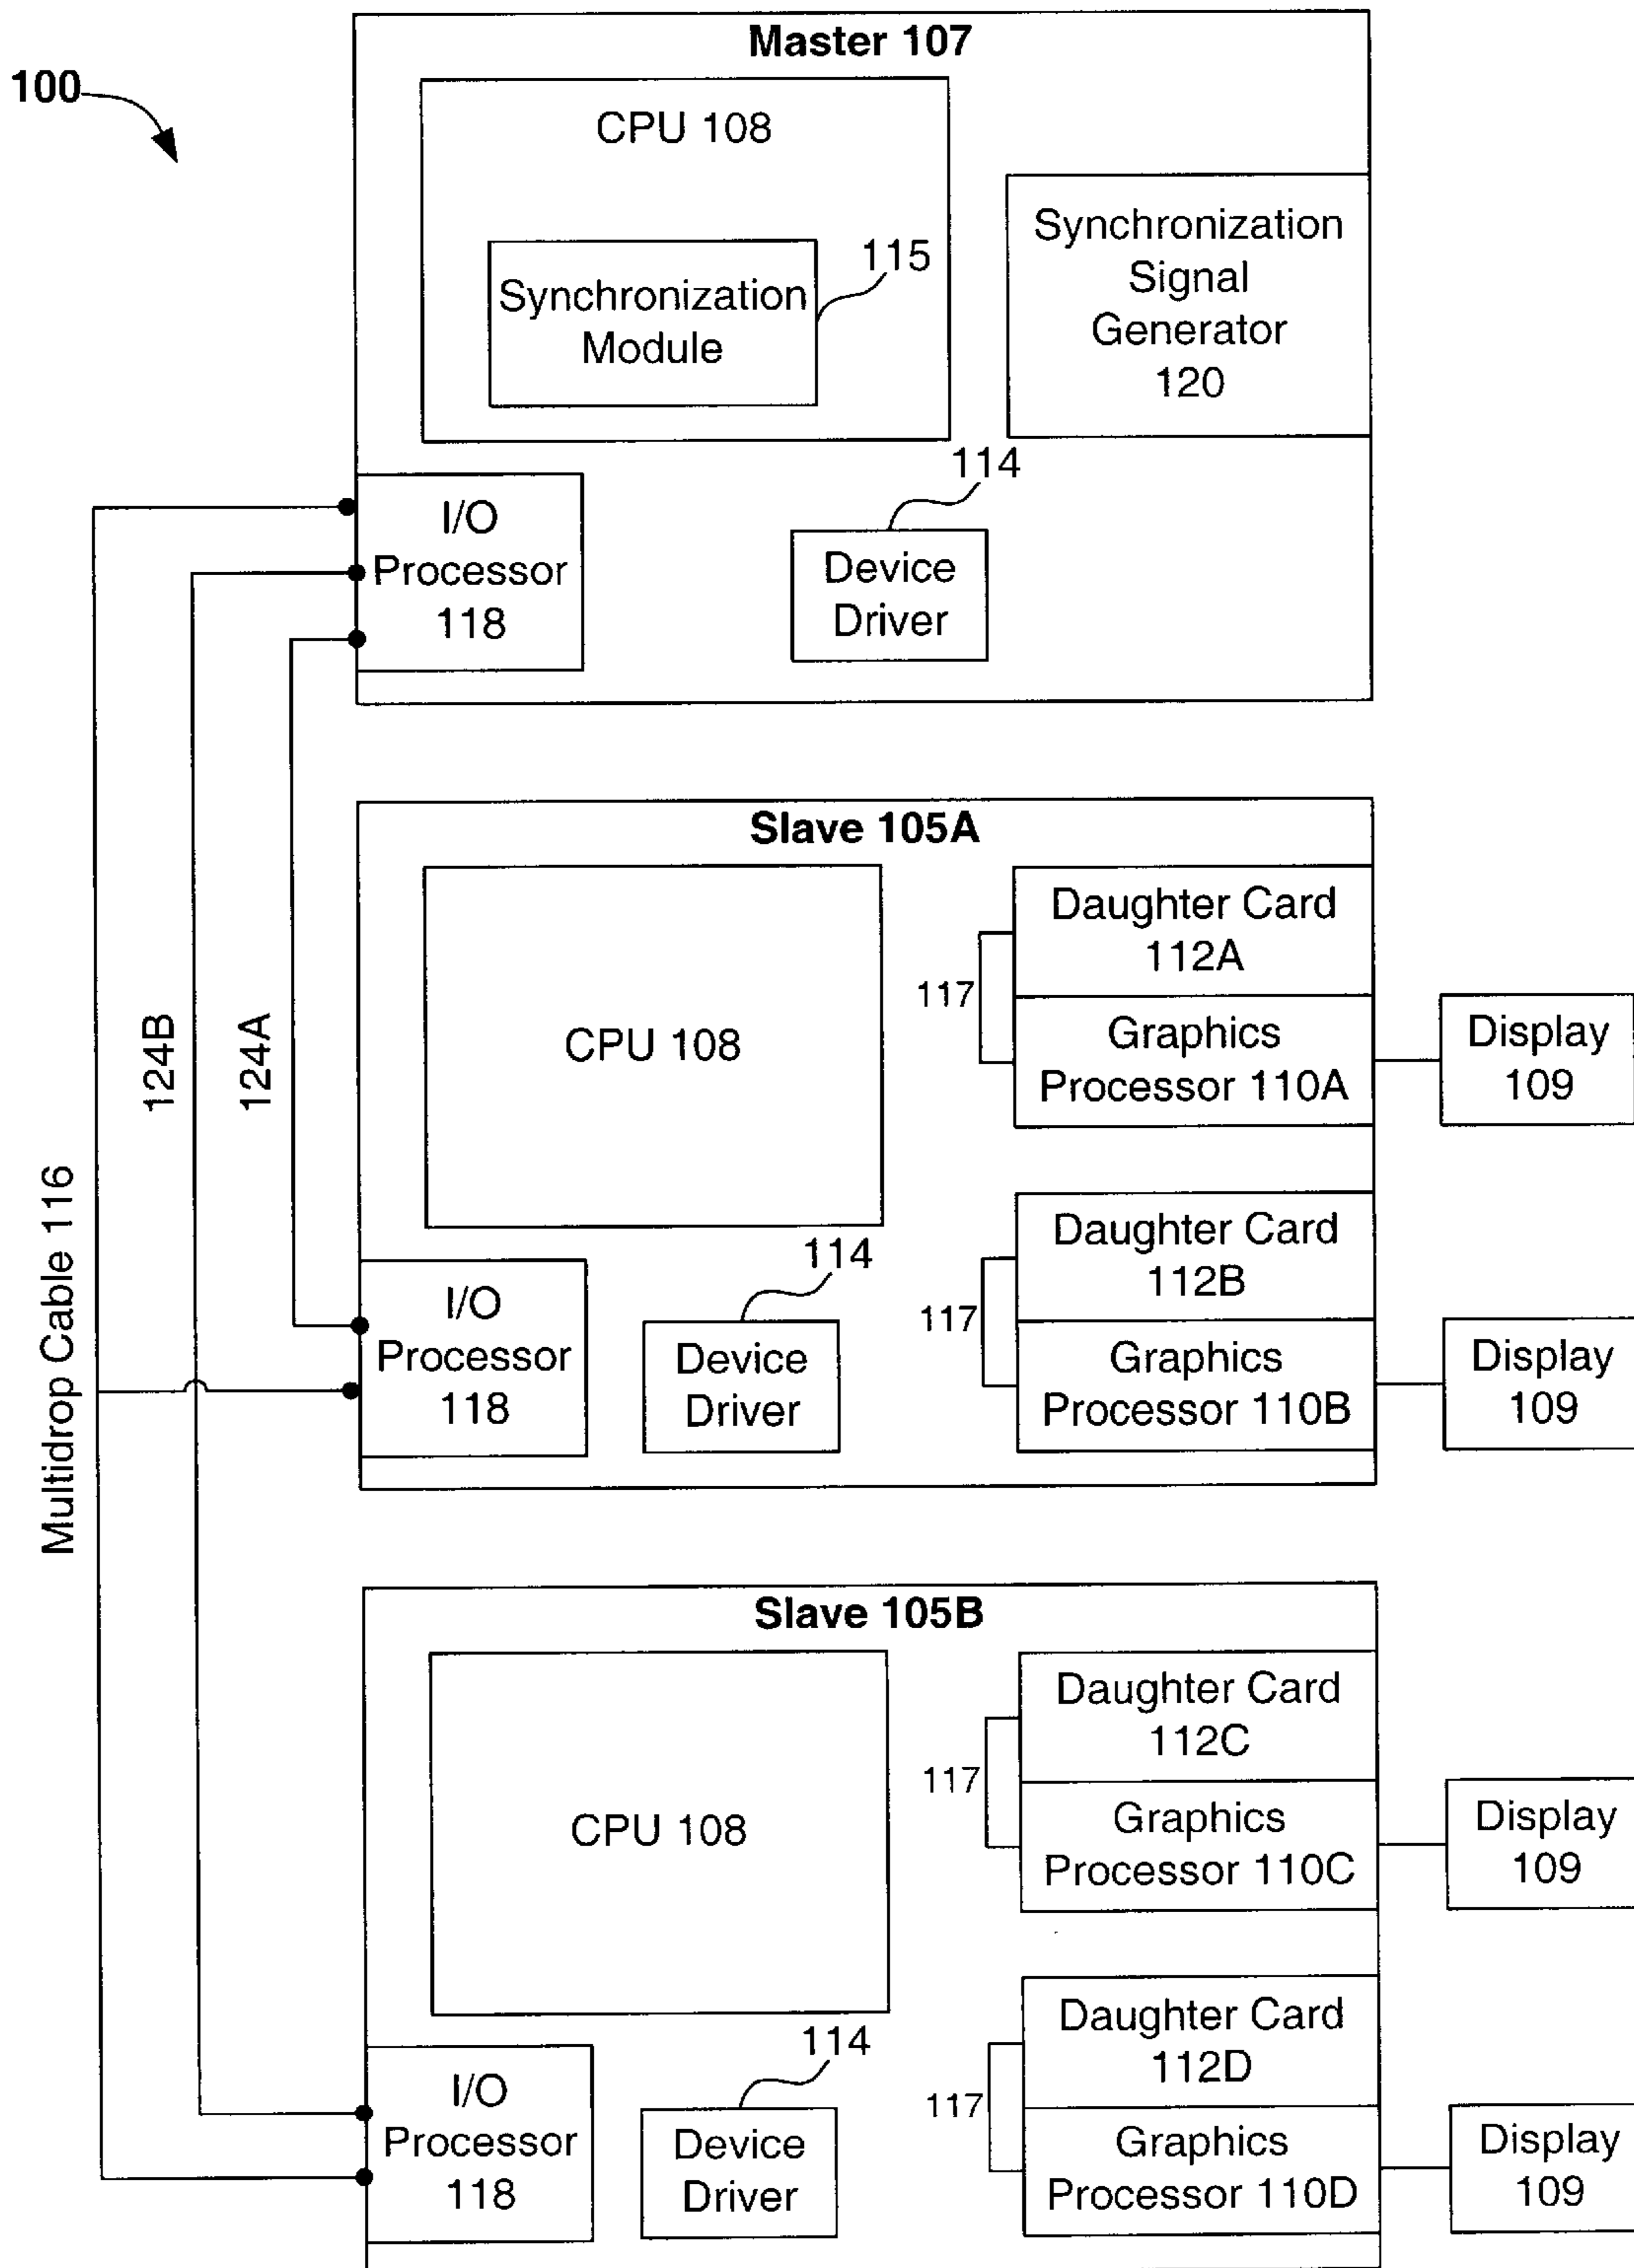 100
Master 107
CPU 108
Synchronization
Module
115
Synchronization
Signal
Generator
120
I/O
Processor
118
114
Device
Driver
Multidrop Cable 116
124B
124A
Slave 105A
CPU 108
Daughter Card
112A
117
Graphics
Processor 110A
Display
109
Daughter Card
112B
117
Graphics
Processor 110B
Display
109
I/O
Processor
118
114
Device
Driver
Slave 105B
CPU 108
Daughter Card
112C
117
Graphics
Processor 110C
Display
109
Daughter Card
112D
117
Graphics
Processor 110D
Display
109
I/O
Processor
118
114
Device
Driver